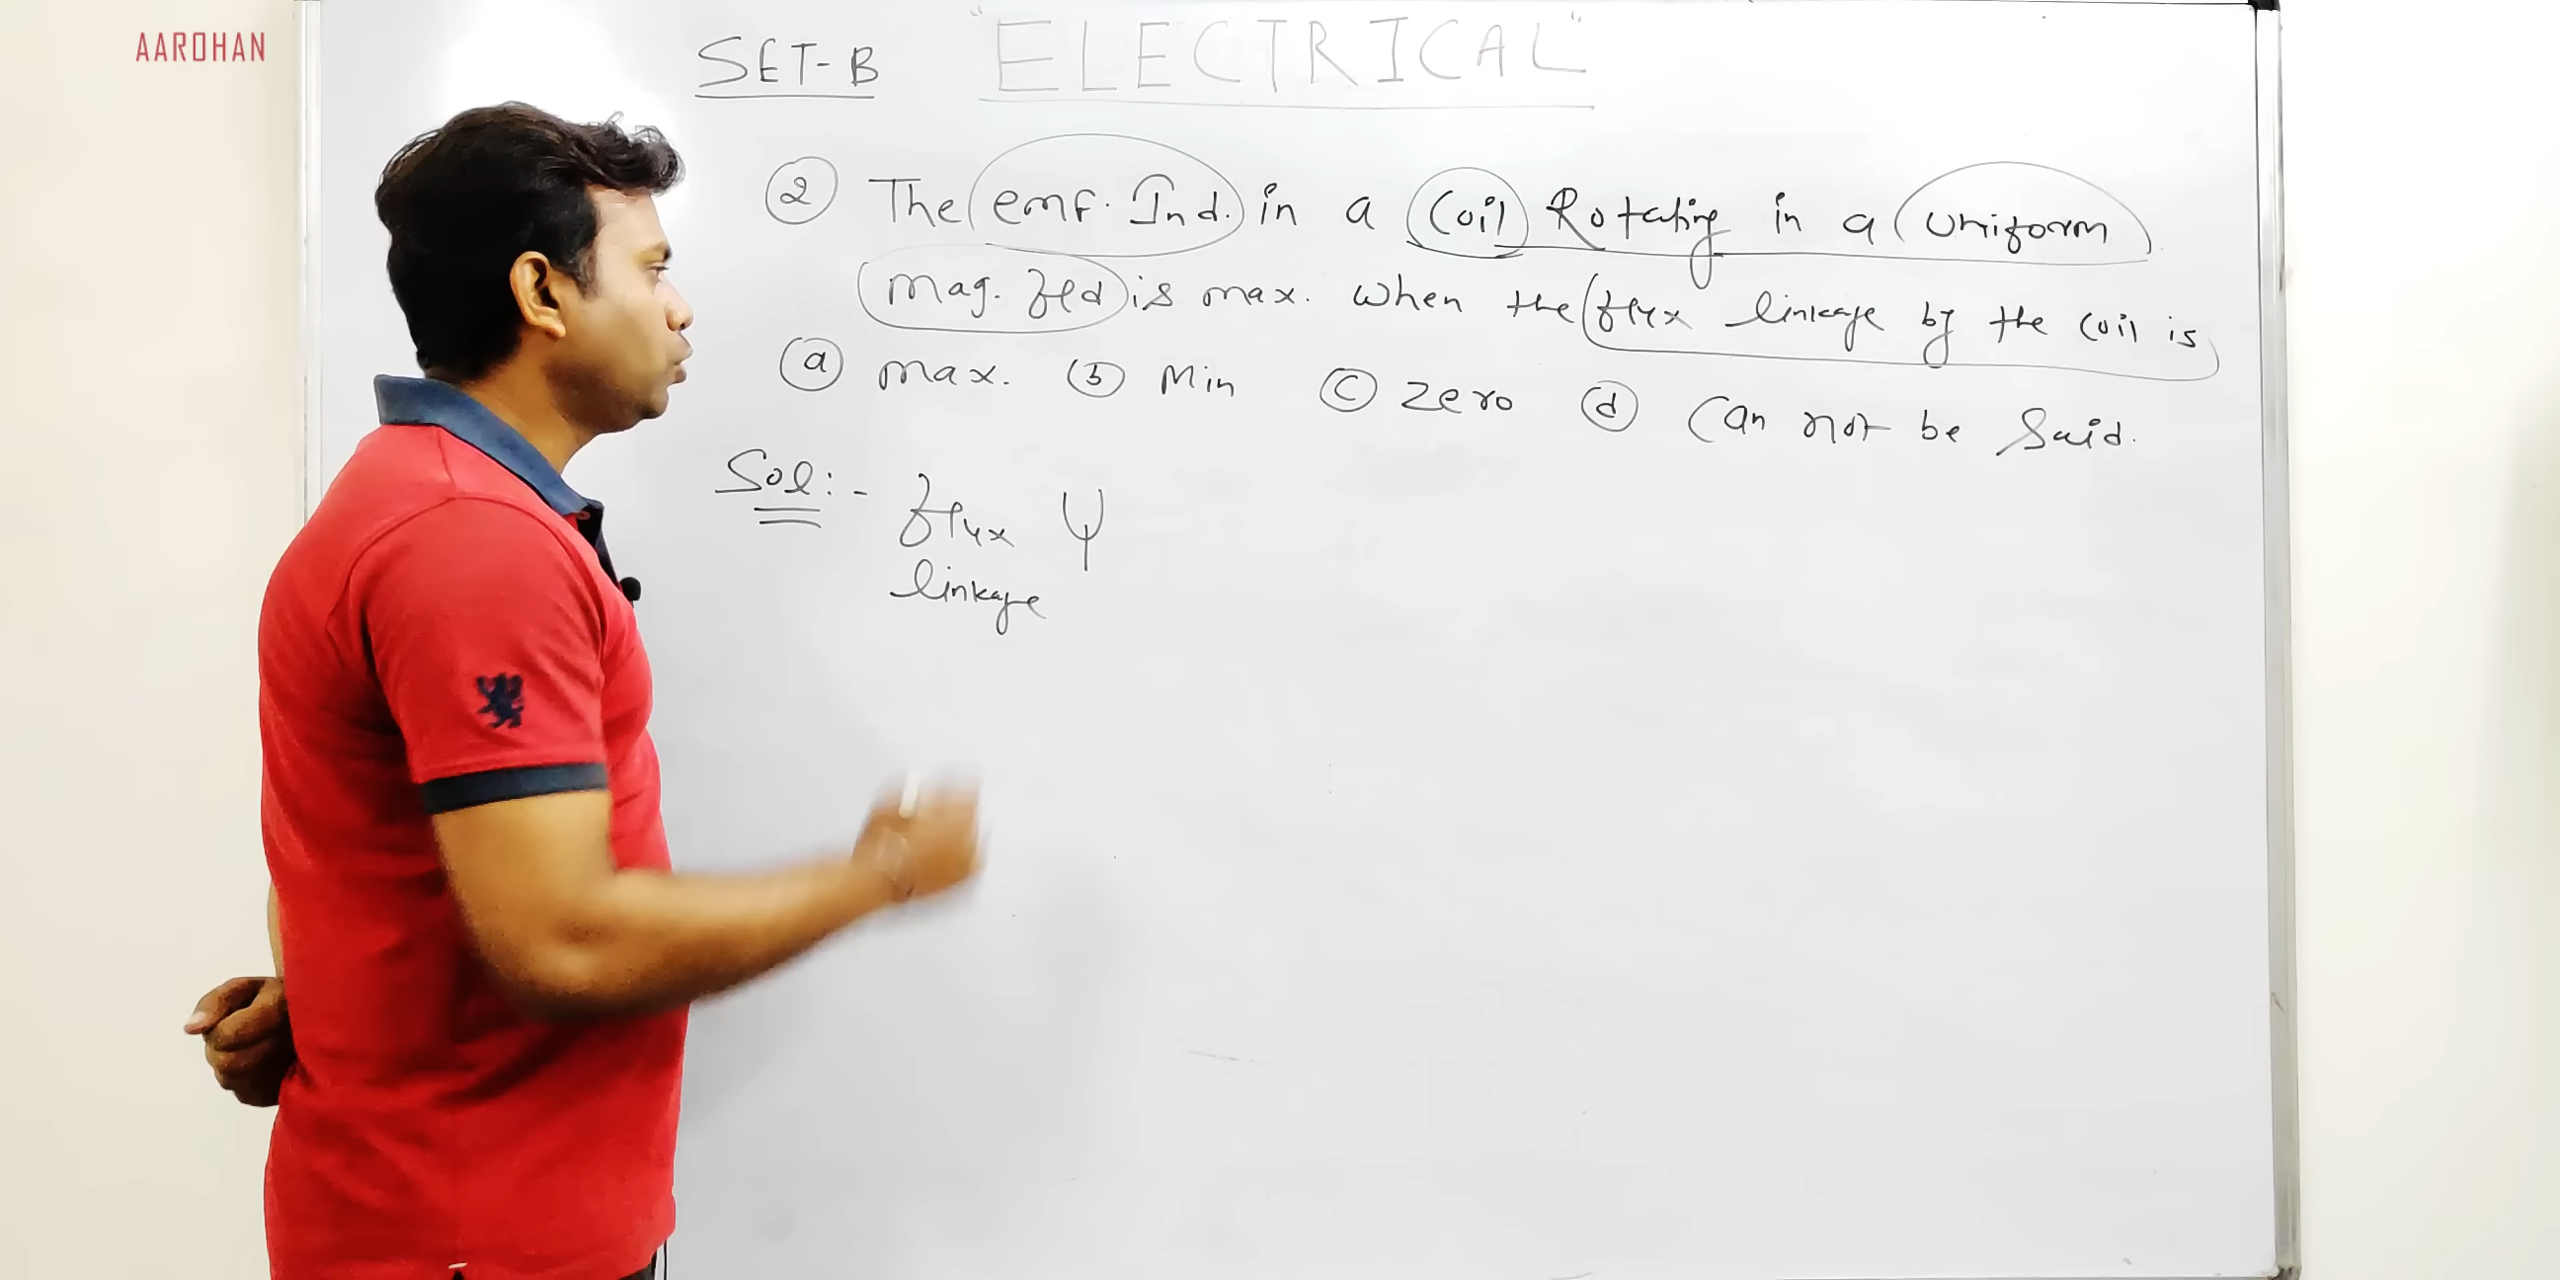 AAROHAN
SET-B "ELECTRICAL"
② The emf. Ind. in a Coil Rotating in a uniform
mag. fld is max. when the flux linkage by the coil is
ⓐ max. ⓑ Min ⓒ Zero ⓓ Can not be Said.
Sol:- flux ψ
linkage